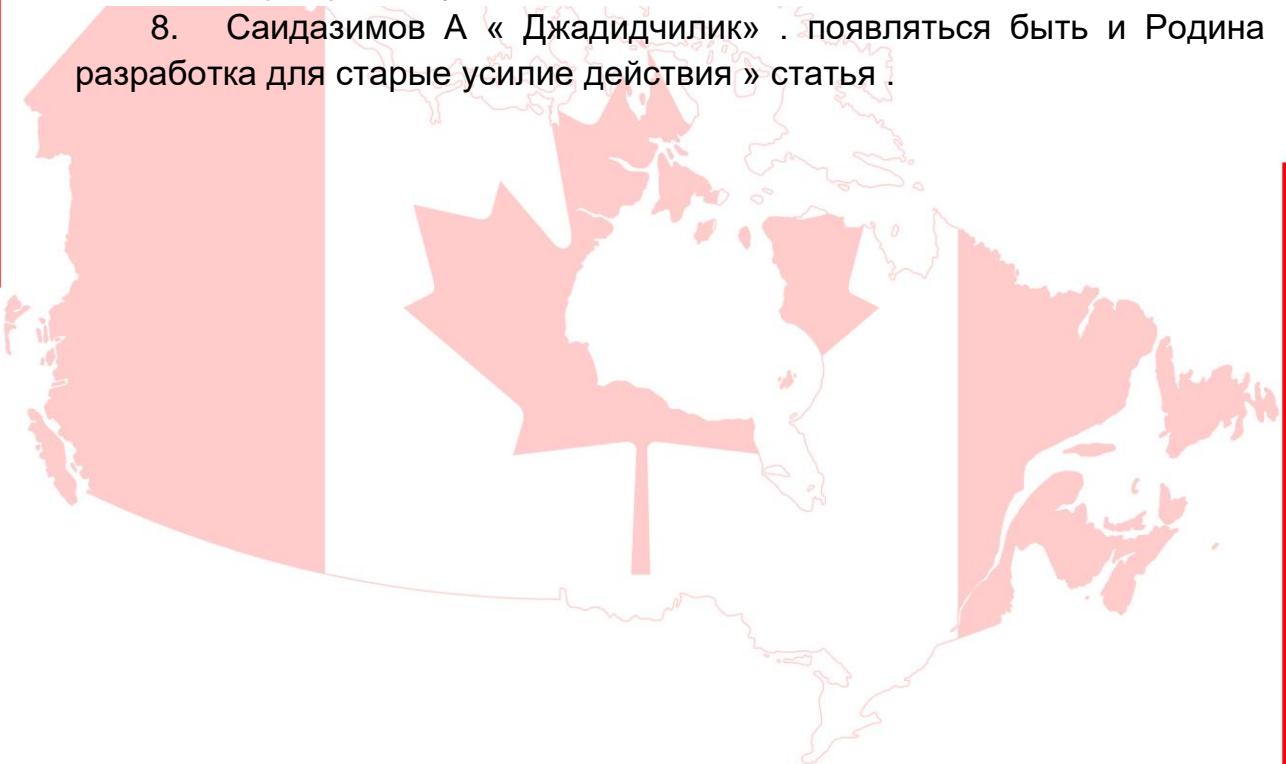 8. Саидазимов А « Джадидчилик» . появляться быть и Родина
разработка для старые усилие действия » статья .